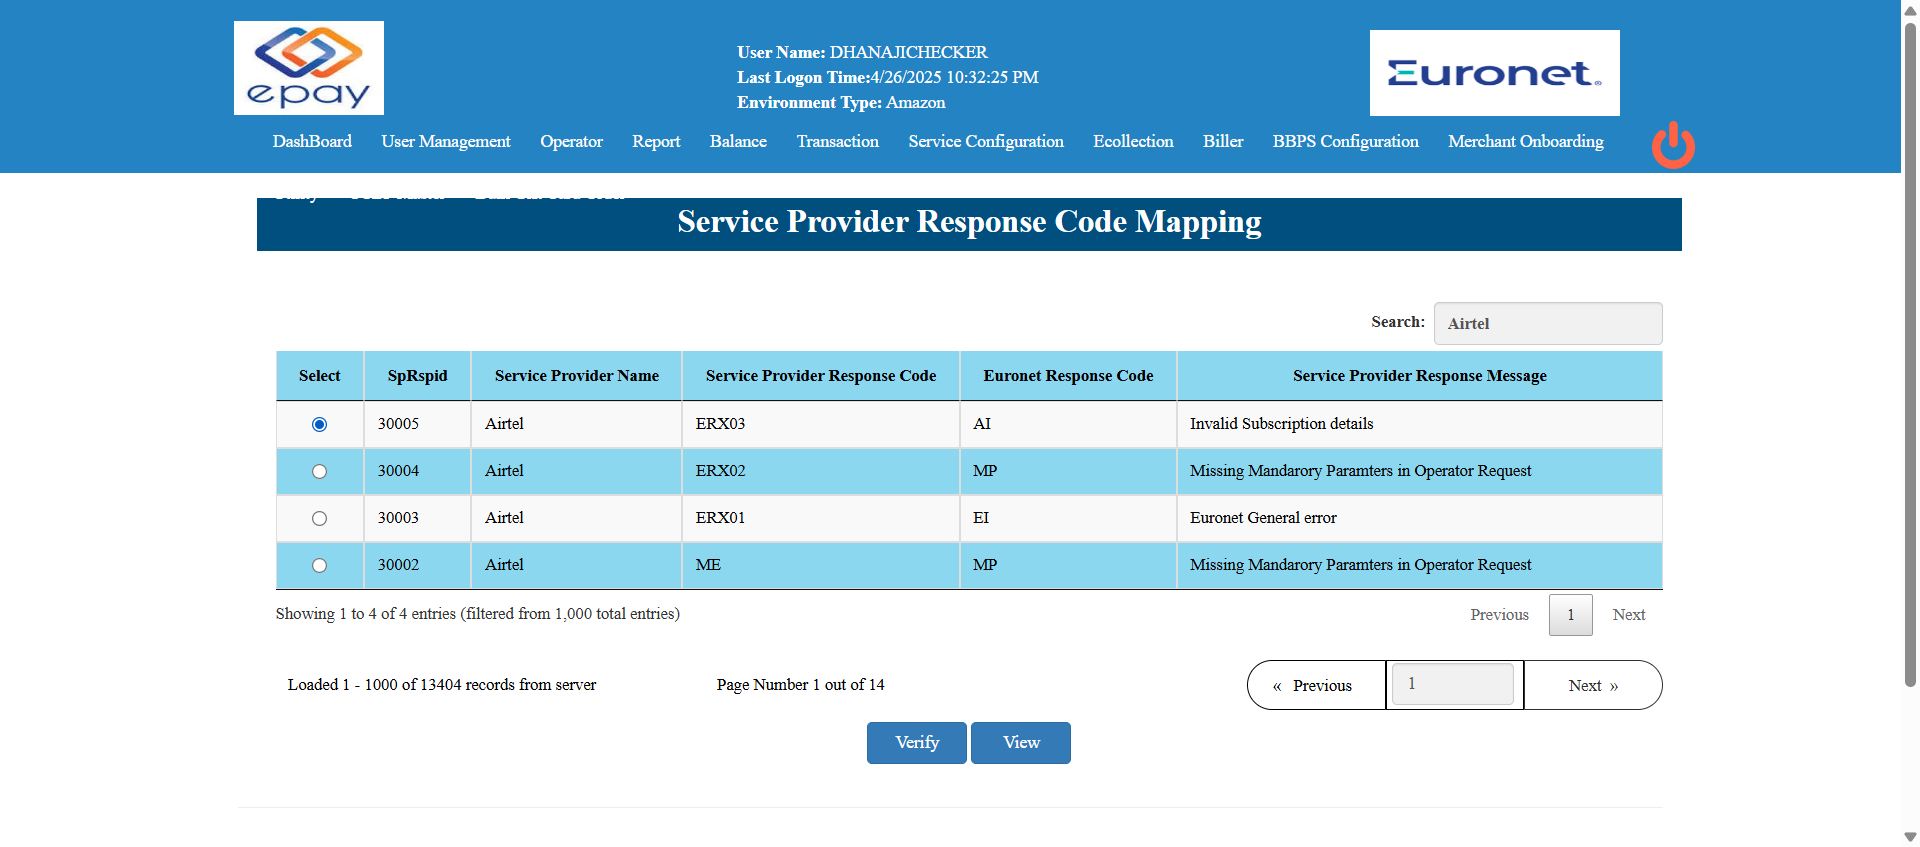 epay
User Name: DHANAJICHECKER
Last Logon Time:4/26/2025 10:32:25 PM
Environment Type: Amazon
Euronet
DashBoard User Management Operator Report Balance Transaction Service Configuration Ecollection Biller BBPS Configuration Merchant Onboarding
Service Provider Response Code Mapping
Search: Airtel
Select SpRspid Service Provider Name Service Provider Response Code Euronet Response Code Service Provider Response Message
30005 Airtel ERX03 AI Invalid Subscription details
30004 Airtel ERX02 MP Missing Mandarory Paramters in Operator Request
30003 Airtel ERX01 EI Euronet General error
30002 Airtel ME MP Missing Mandarory Paramters in Operator Request
Showing 1 to 4 of 4 entries (filtered from 1,000 total entries) Previous 1 Next
Loaded 1 - 1000 of 13404 records from server Page Number 1 out of 14 « Previous 1 Next »
Verify View